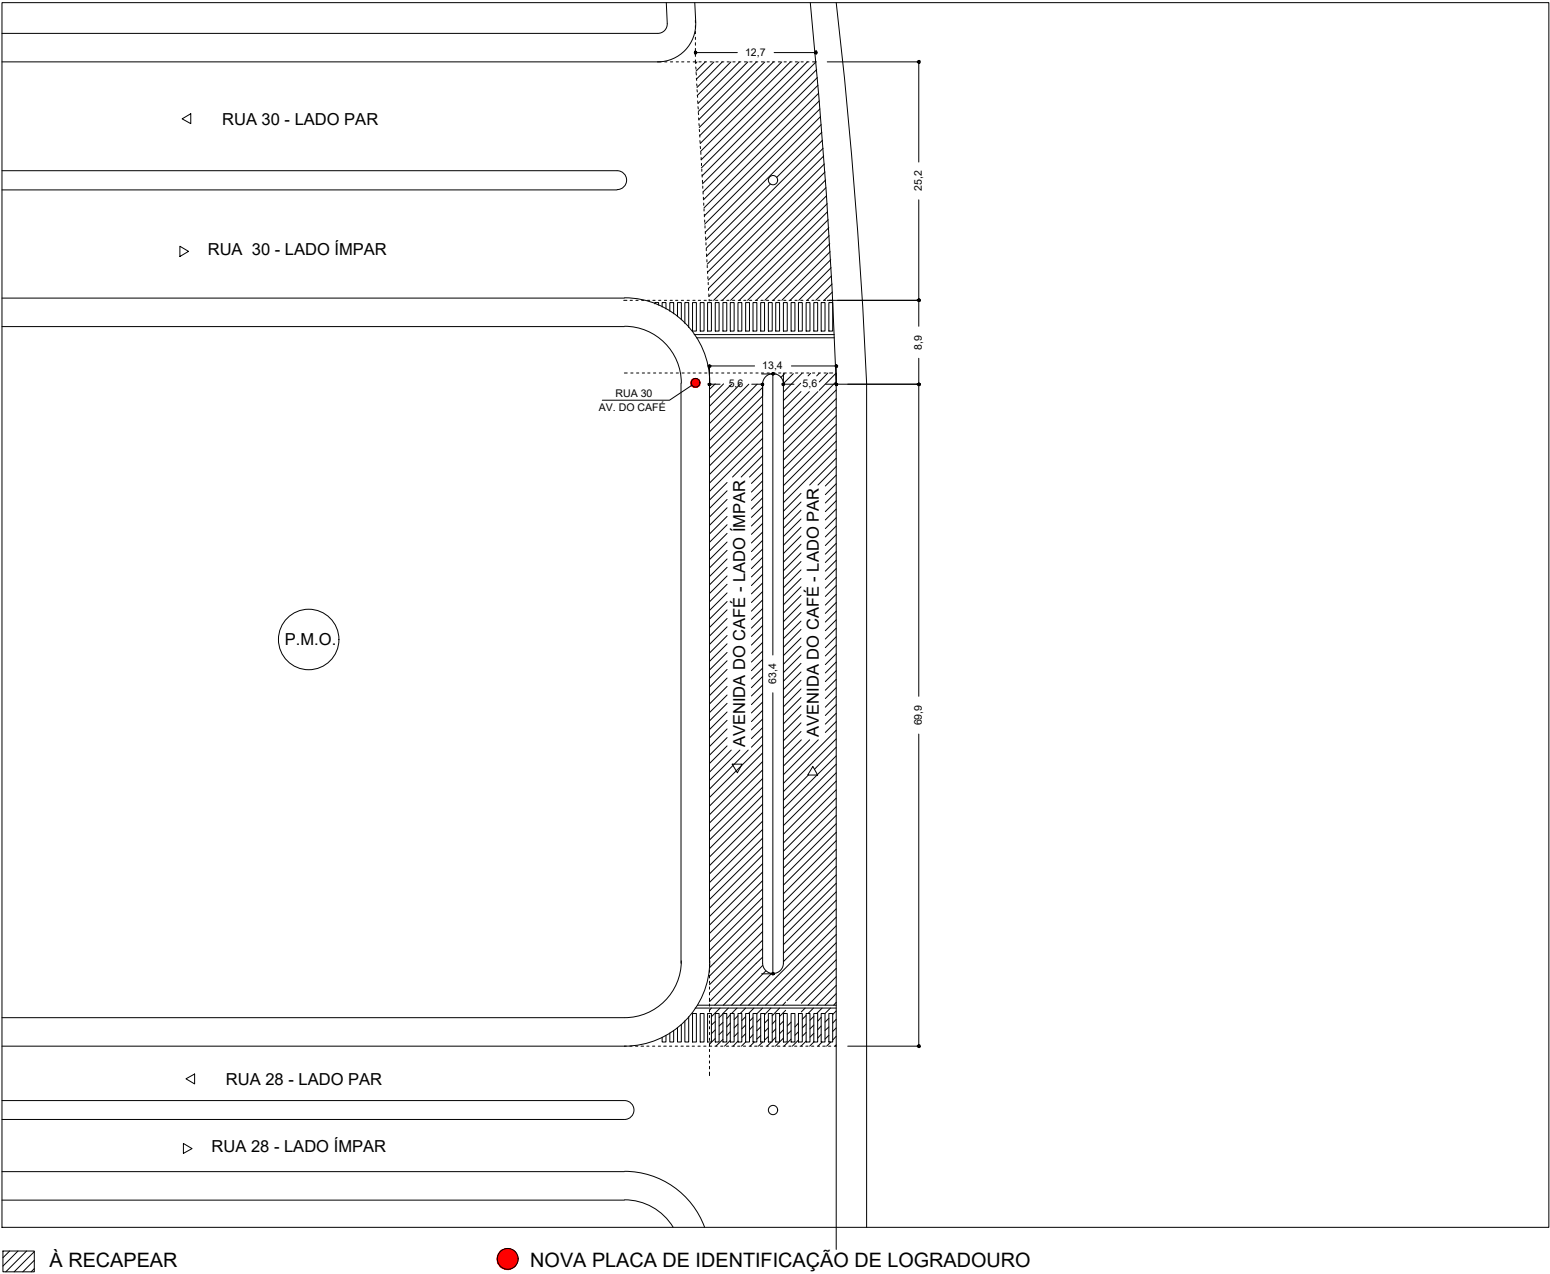 12,7
RUA 30 - LADO PAR
25,2
RUA  30 - LADO ÍMPAR
8,9
13,4
5,6
5,6
RUA 30
AV. DO CAFÉ
AVENIDA DO CAFÉ - LADO ÍMPAR
AVENIDA DO CAFÉ - LADO PAR
P.M.O.
63,4
69,9
RUA 28 - LADO PAR
RUA 28 - LADO ÍMPAR
À RECAPEAR
NOVA PLACA DE IDENTIFICAÇÃO DE LOGRADOURO